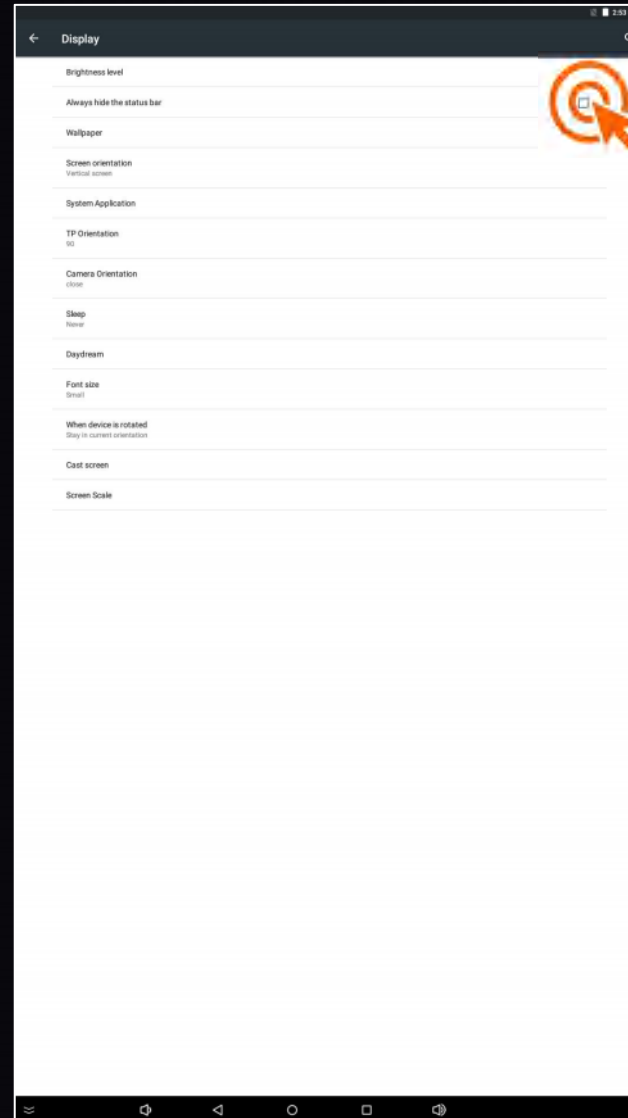 2:53
Display
Brightness level
Always hide the status bar
Wallpaper
Screen orientation
Vertical screen
System Application
TP Orientation
90
Camera Orientation
close
Sleep
Never
Daydream
Font size
Small
When device is rotated
Stay in current orientation
Cast screen
Screen Scale